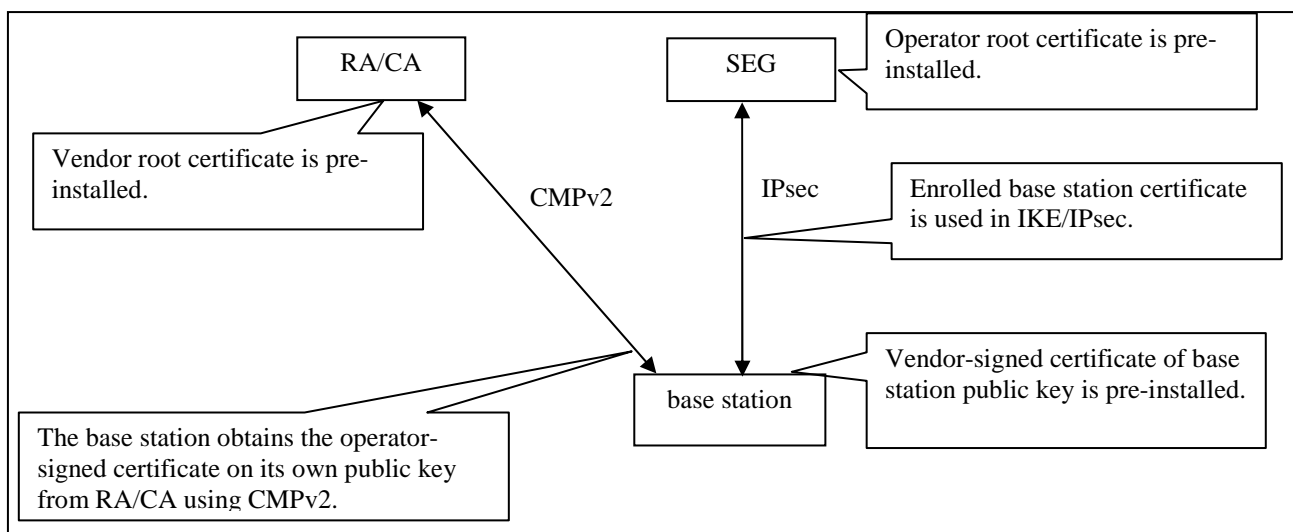 RA/CA
SEG
Operator root certificate is pre-
installed.
Vendor root certificate is pre-
installed.
CMPv2
IPsec
Enrolled base station certificate
is used in IKE/IPsec.
Vendor-signed certificate of base
station public key is pre-installed.
base station
The base station obtains the operator-
signed certificate on its own public key
from RA/CA using CMPv2.